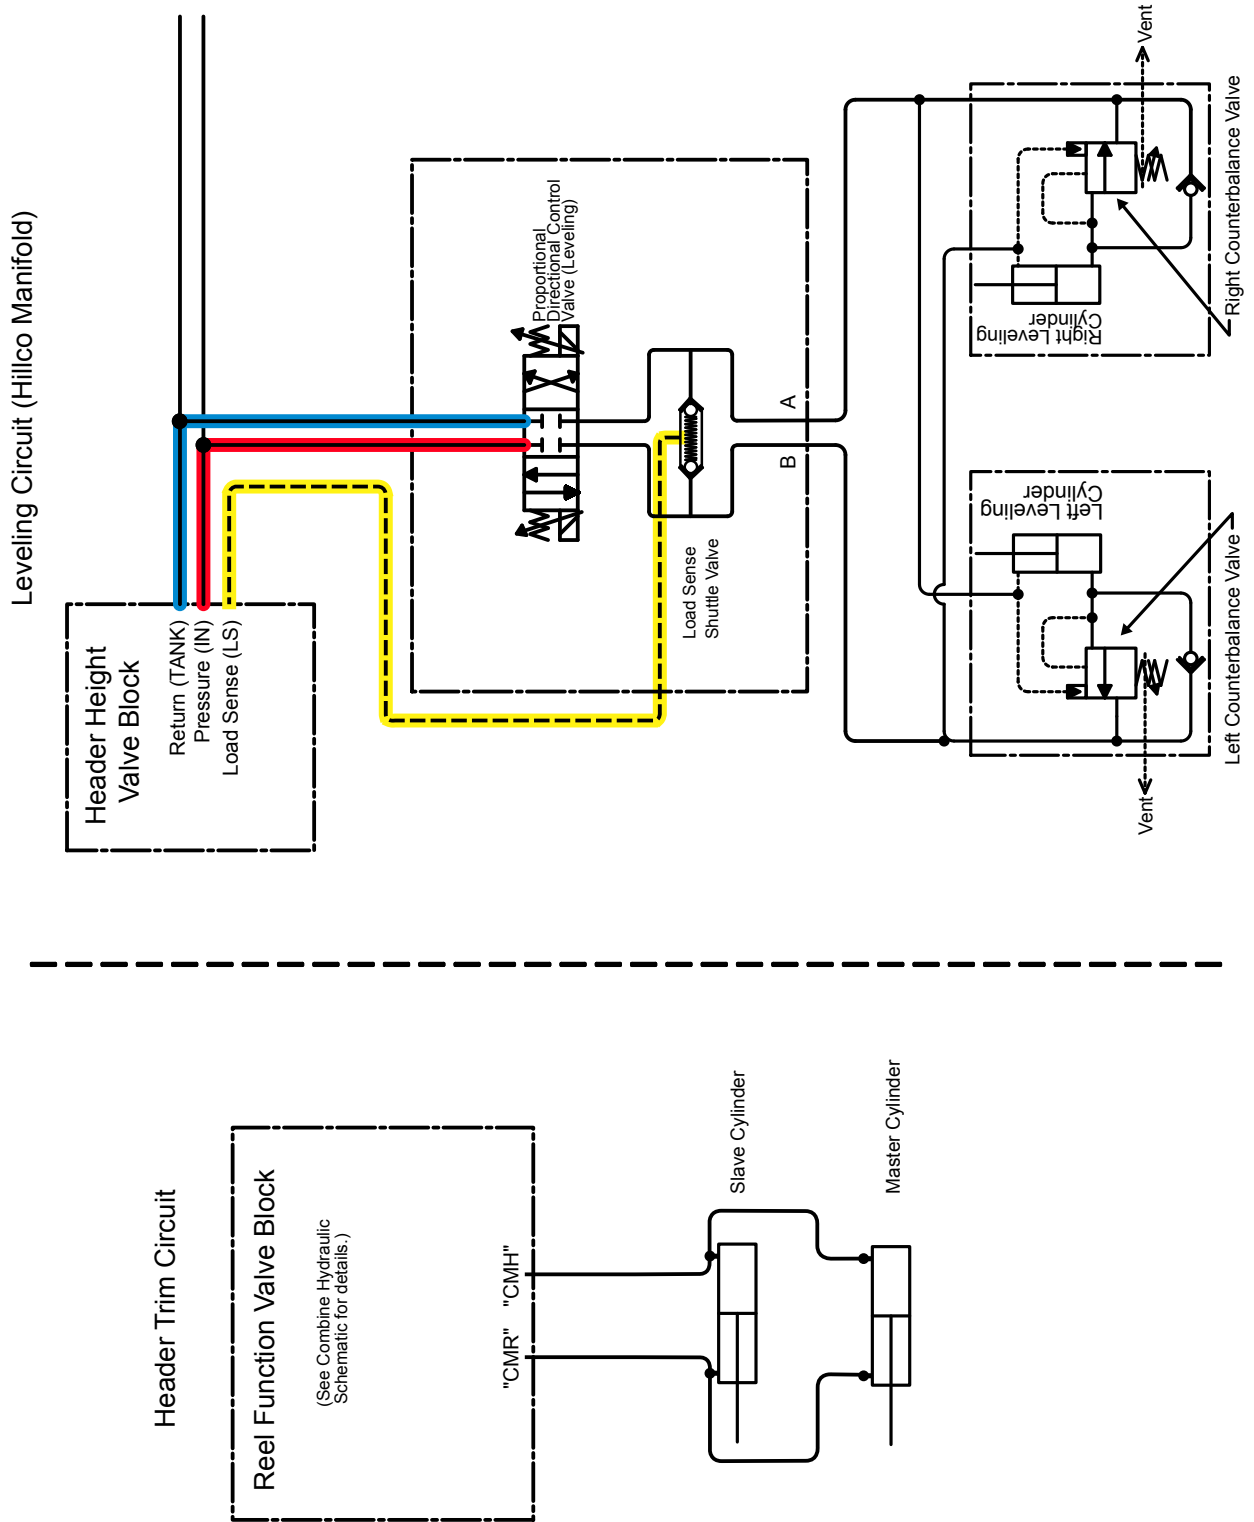 Leveling Circuit (Hillco Manifold)
Header Height
Valve Block
Return (TANK)
Pressure (IN)
Load Sense (LS)
Proportional
Directional Control
Valve (Leveling)
Load Sense
Shuttle Valve
A
B
Vent
Right Leveling
Cylinder
Right Counterbalance Valve
Left Leveling
Cylinder
Left Counterbalance Valve
Vent
Header Trim Circuit
Reel Function Valve Block
(See Combine Hydraulic
Schematic for details.)
"CMR"
"CMH"
Slave Cylinder
Master Cylinder